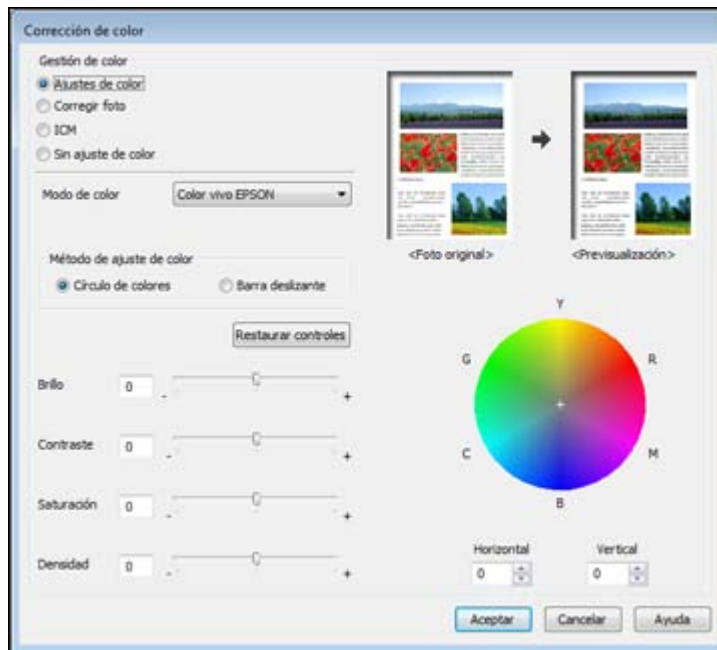 Corrección de color
Gestión de color
Ajustes de color
Corregir foto
ICM
Sin ajuste de color
Modo de color
Color vivo EPSON
Método de ajuste de color
Círculo de colores
Barra deslizante
Restaurar controles
Brillo 0 - +
Contraste 0 - +
Saturación 0 - +
Densidad 0 - +
<Foto original>
<Previsualización>
Y
G R
C M
B
Horizontal Vertical
0 0
Aceptar Cancelar Ayuda